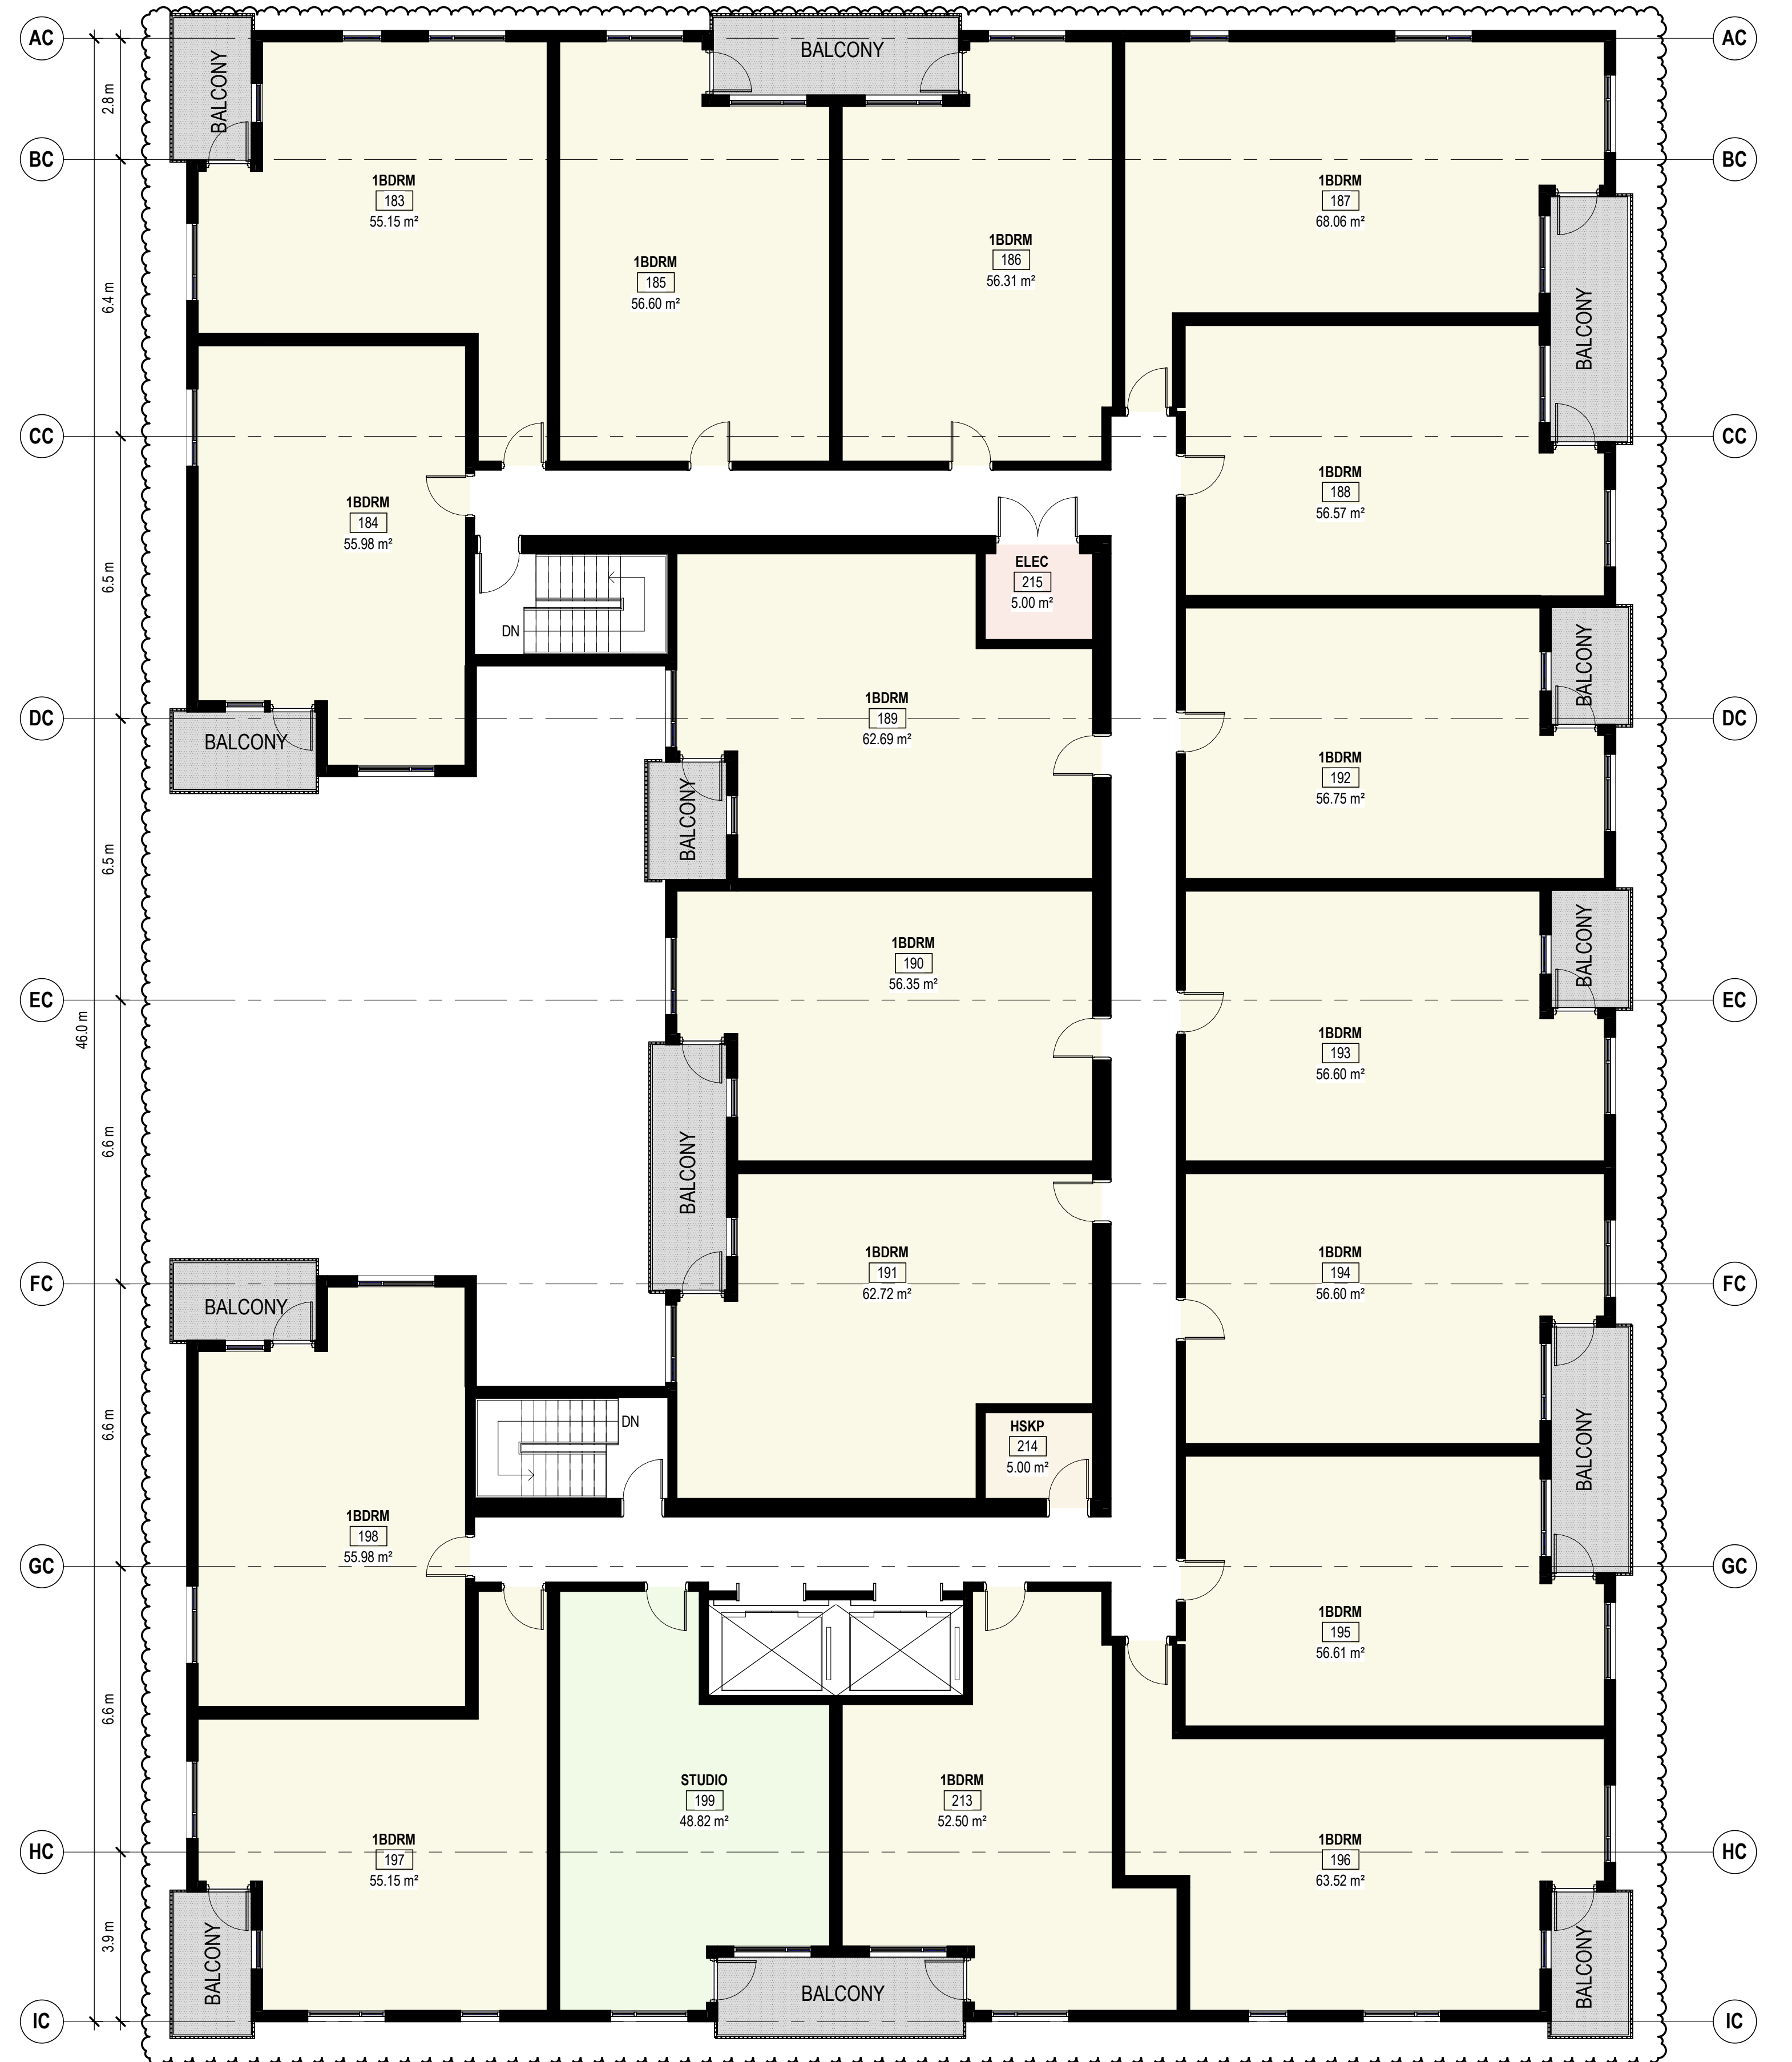 AC
AC
BALCONY
BALCONY
2.8 m
BC
BC
1BDRM
183
55.15 m²
1BDRM
187
68.06 m²
1BDRM
186
56.31 m²
1BDRM
185
56.60 m²
6.4 m
BALCONY
CC
CC
1BDRM
188
56.57 m²
1BDRM
184
55.98 m²
6.5 m
ELEC
215
5.00 m²
DN
BALCONY
DC
DC
1BDRM
189
62.69 m²
BALCONY
1BDRM
192
56.75 m²
BALCONY
6.5 m
1BDRM
190
56.35 m²
BALCONY
EC
EC
46.0 m
1BDRM
193
56.60 m²
6.6 m
BALCONY
1BDRM
191
62.72 m²
1BDRM
194
56.60 m²
FC
FC
BALCONY
6.6 m
DN
HSKP
214
5.00 m²
BALCONY
1BDRM
198
55.98 m²
GC
GC
1BDRM
195
56.61 m²
6.6 m
STUDIO
199
48.82 m²
1BDRM
213
52.50 m²
HC
HC
1BDRM
197
55.15 m²
1BDRM
196
63.52 m²
3.9 m
BALCONY
BALCONY
BALCONY
IC
IC